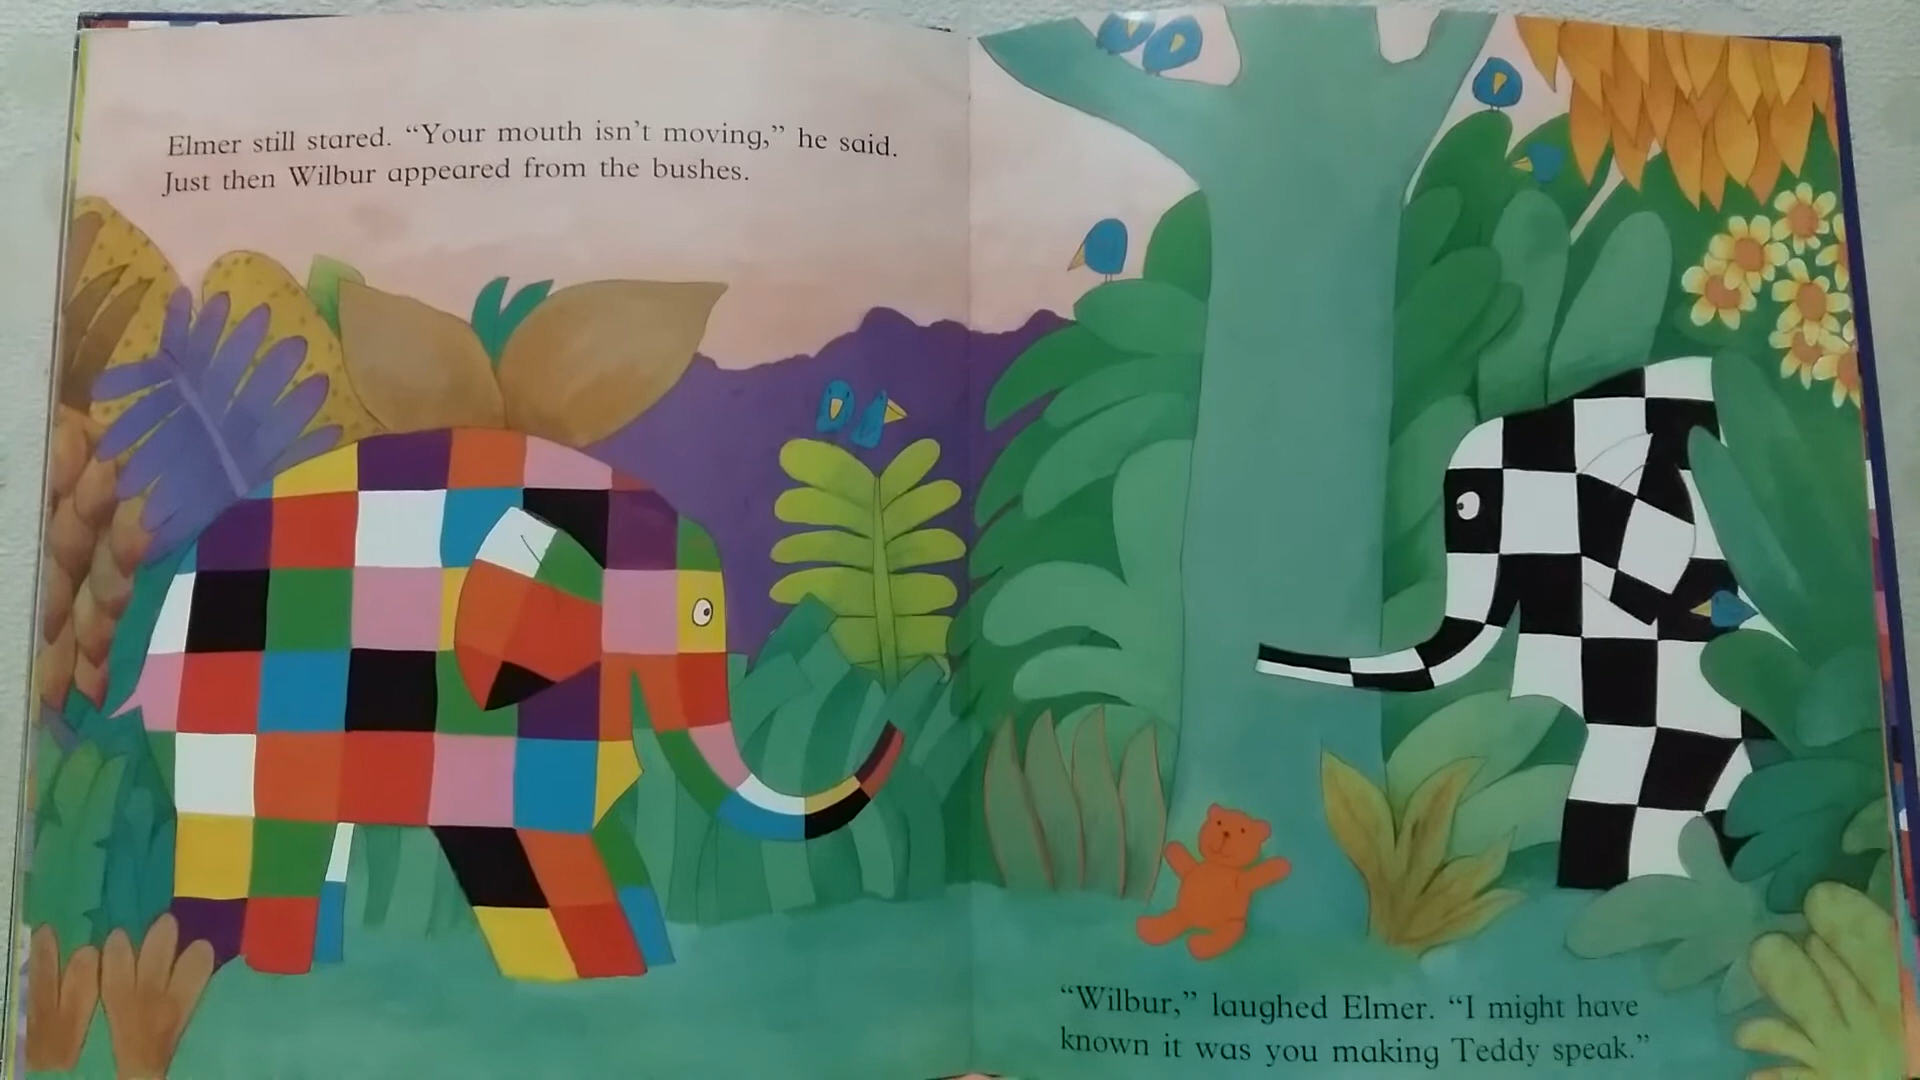 Elmer still stared. “Your mouth isn’t moving,” he said.
Just then Wilbur appeared from the bushes.
“Wilbur,” laughed Elmer. “I might have
known it was you making Teddy speak.”